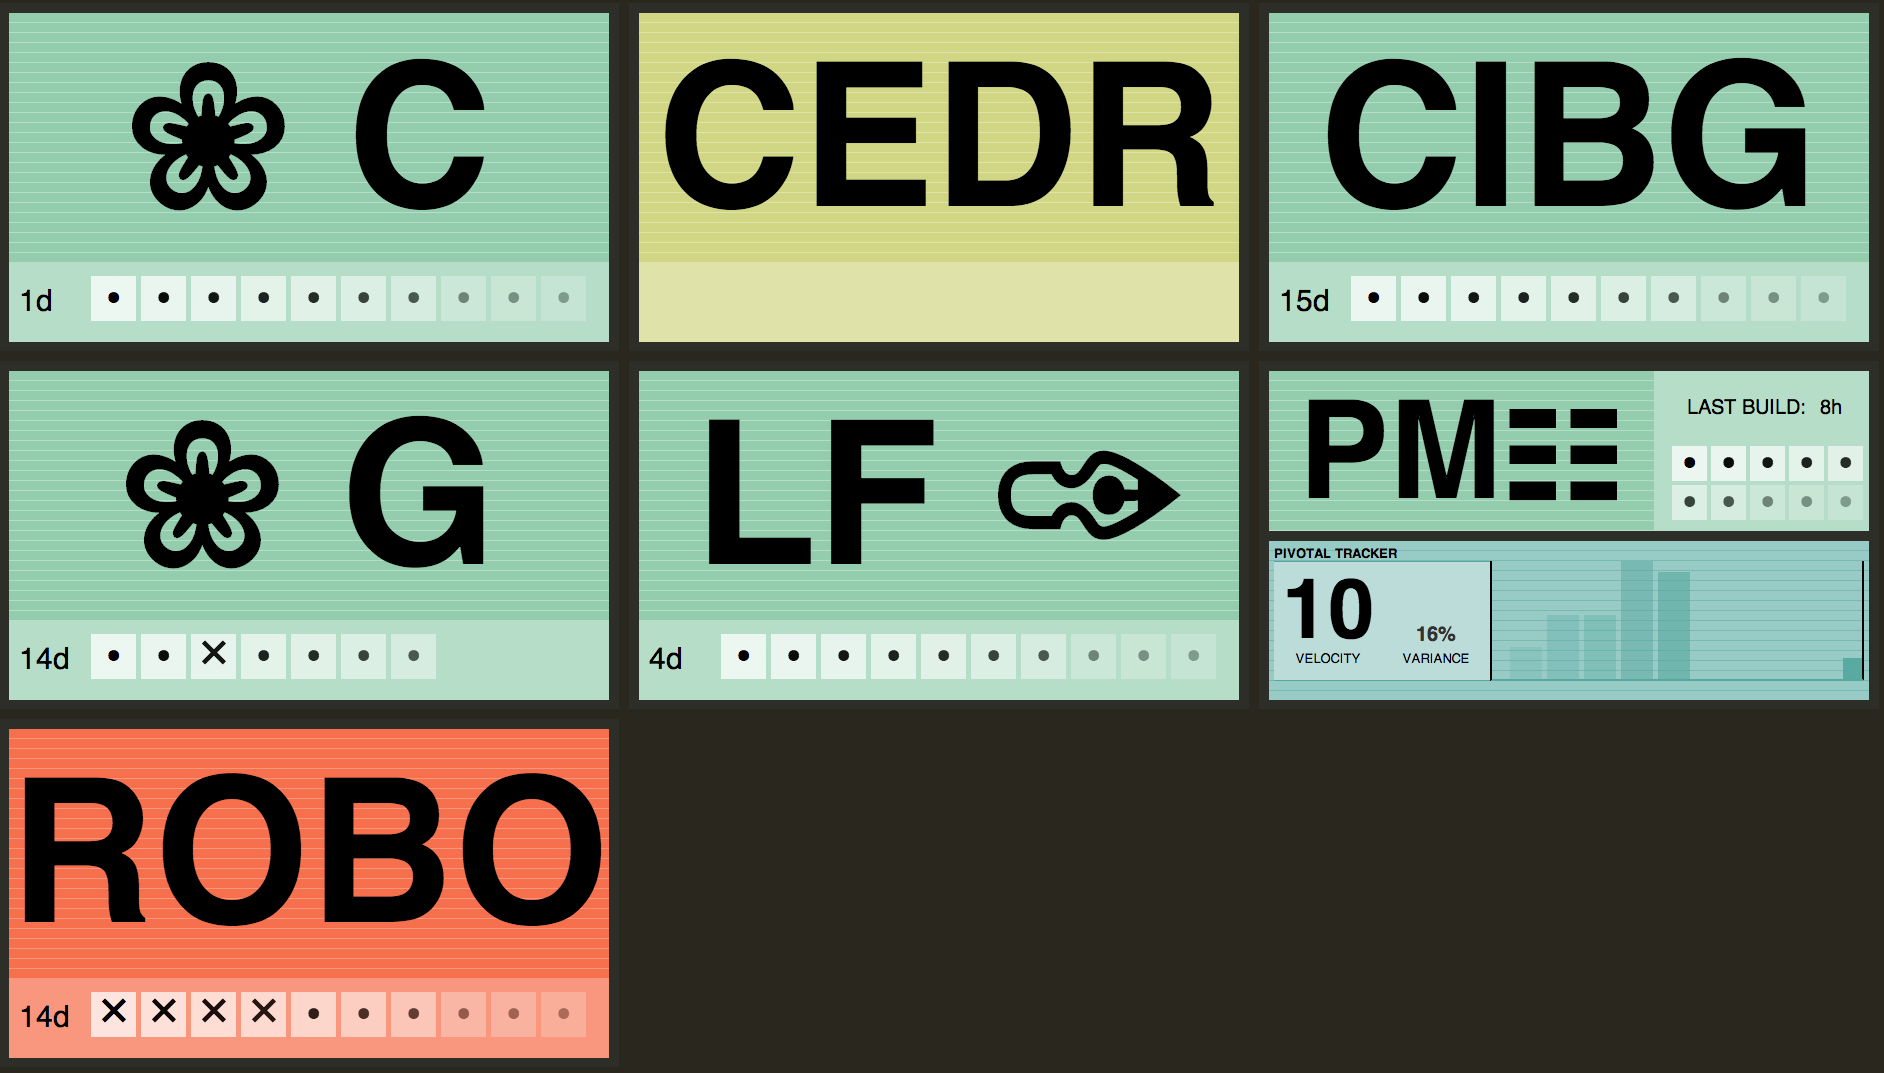 C
1d
CEDR
CIBG
15d
G
14d
LF
4d
PM
LAST BUILD: 8h
PIVOTAL TRACKER
10
16%
VELOCITY
VARIANCE
ROBO
14d